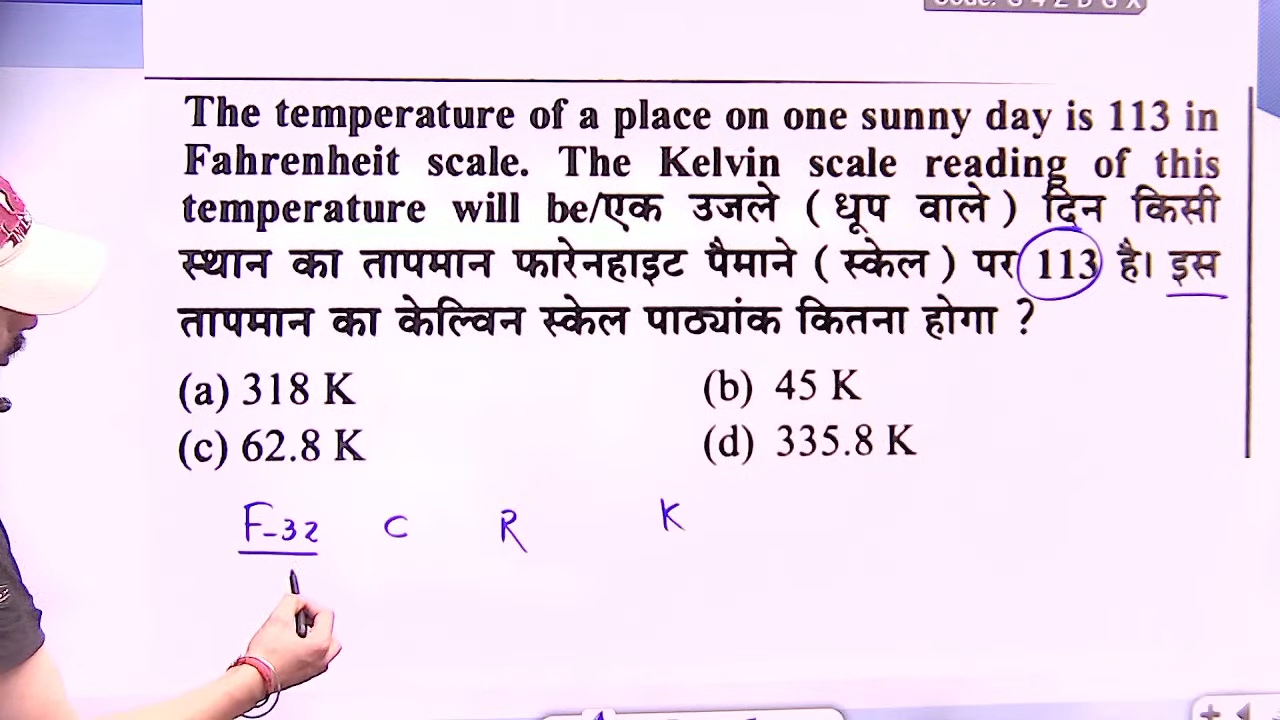 The temperature of a place on one sunny day is 113 in
Fahrenheit scale. The Kelvin scale reading of this
temperature will be/एक उजले ( धूप वाले ) दिन किसी
स्थान का तापमान फारेनहाइट पैमाने ( स्केल ) पर 113 है। इस
तापमान का केल्विन स्केल पाठ्यांक कितना होगा ?
(a) 318 K (b) 45 K
(c) 62.8 K (d) 335.8 K
F-32 C R K